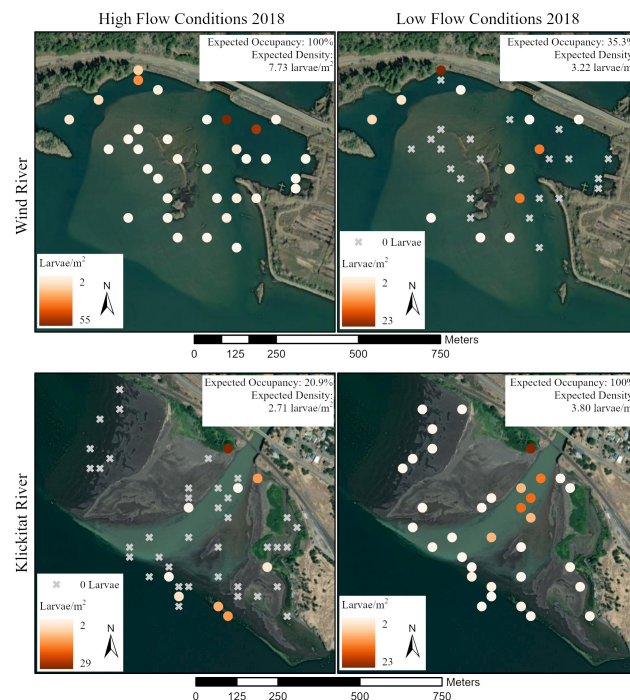 High Flow Conditions 2018
Low Flow Conditions 2018
Wind River
Expected Occupancy: 100%
Expected Density:
7.73 larvae/m²
Larvae/m²
2
55
N
Expected Occupancy: 35.3%
Expected Density:
3.22 larvae/m²
0 Larvae
Larvae/m²
2
23
N
0 125 250 500 750
Meters
Klickitat River
Expected Occupancy: 20.9%
Expected Density:
2.71 larvae/m²
0 Larvae
Larvae/m²
2
29
N
Expected Occupancy: 100%
Expected Density:
3.80 larvae/m²
Larvae/m²
2
23
N
0 125 250 500 750
Meters